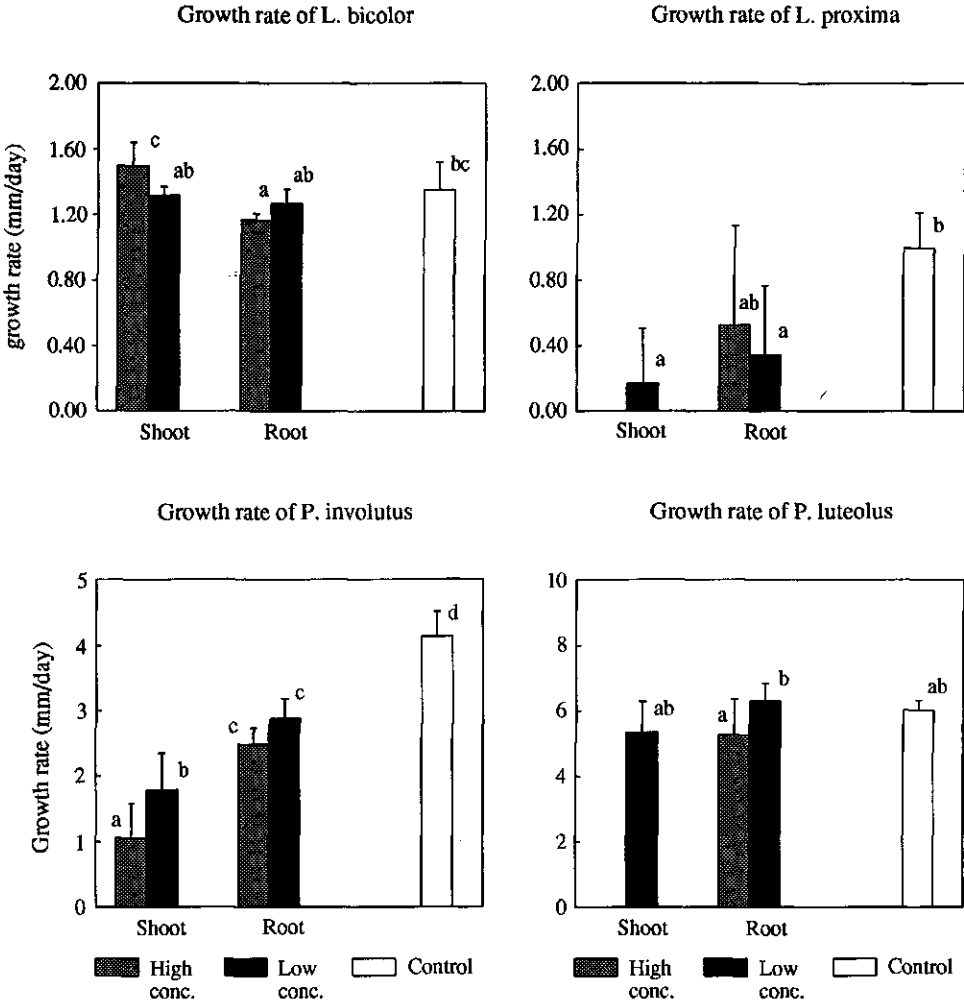 Growth rate of L. bicolor
growth rate (mm/day)
2.00
1.60
1.20
0.80
0.40
0.00
c
ab
a
ab
bc
Shoot
Root
Growth rate of L. proxima
2.00
1.60
1.20
0.80
0.40
0.00
a
ab
a
b
Shoot
Root
Growth rate of P. involutus
Growth rate (mm/day)
5
4
3
2
1
0
a
b
c
c
d
Shoot
Root
High conc.
Low conc.
Control
Growth rate of P. luteolus
10
8
6
4
2
0
ab
a
b
ab
Shoot
Root
High conc.
Low conc.
Control